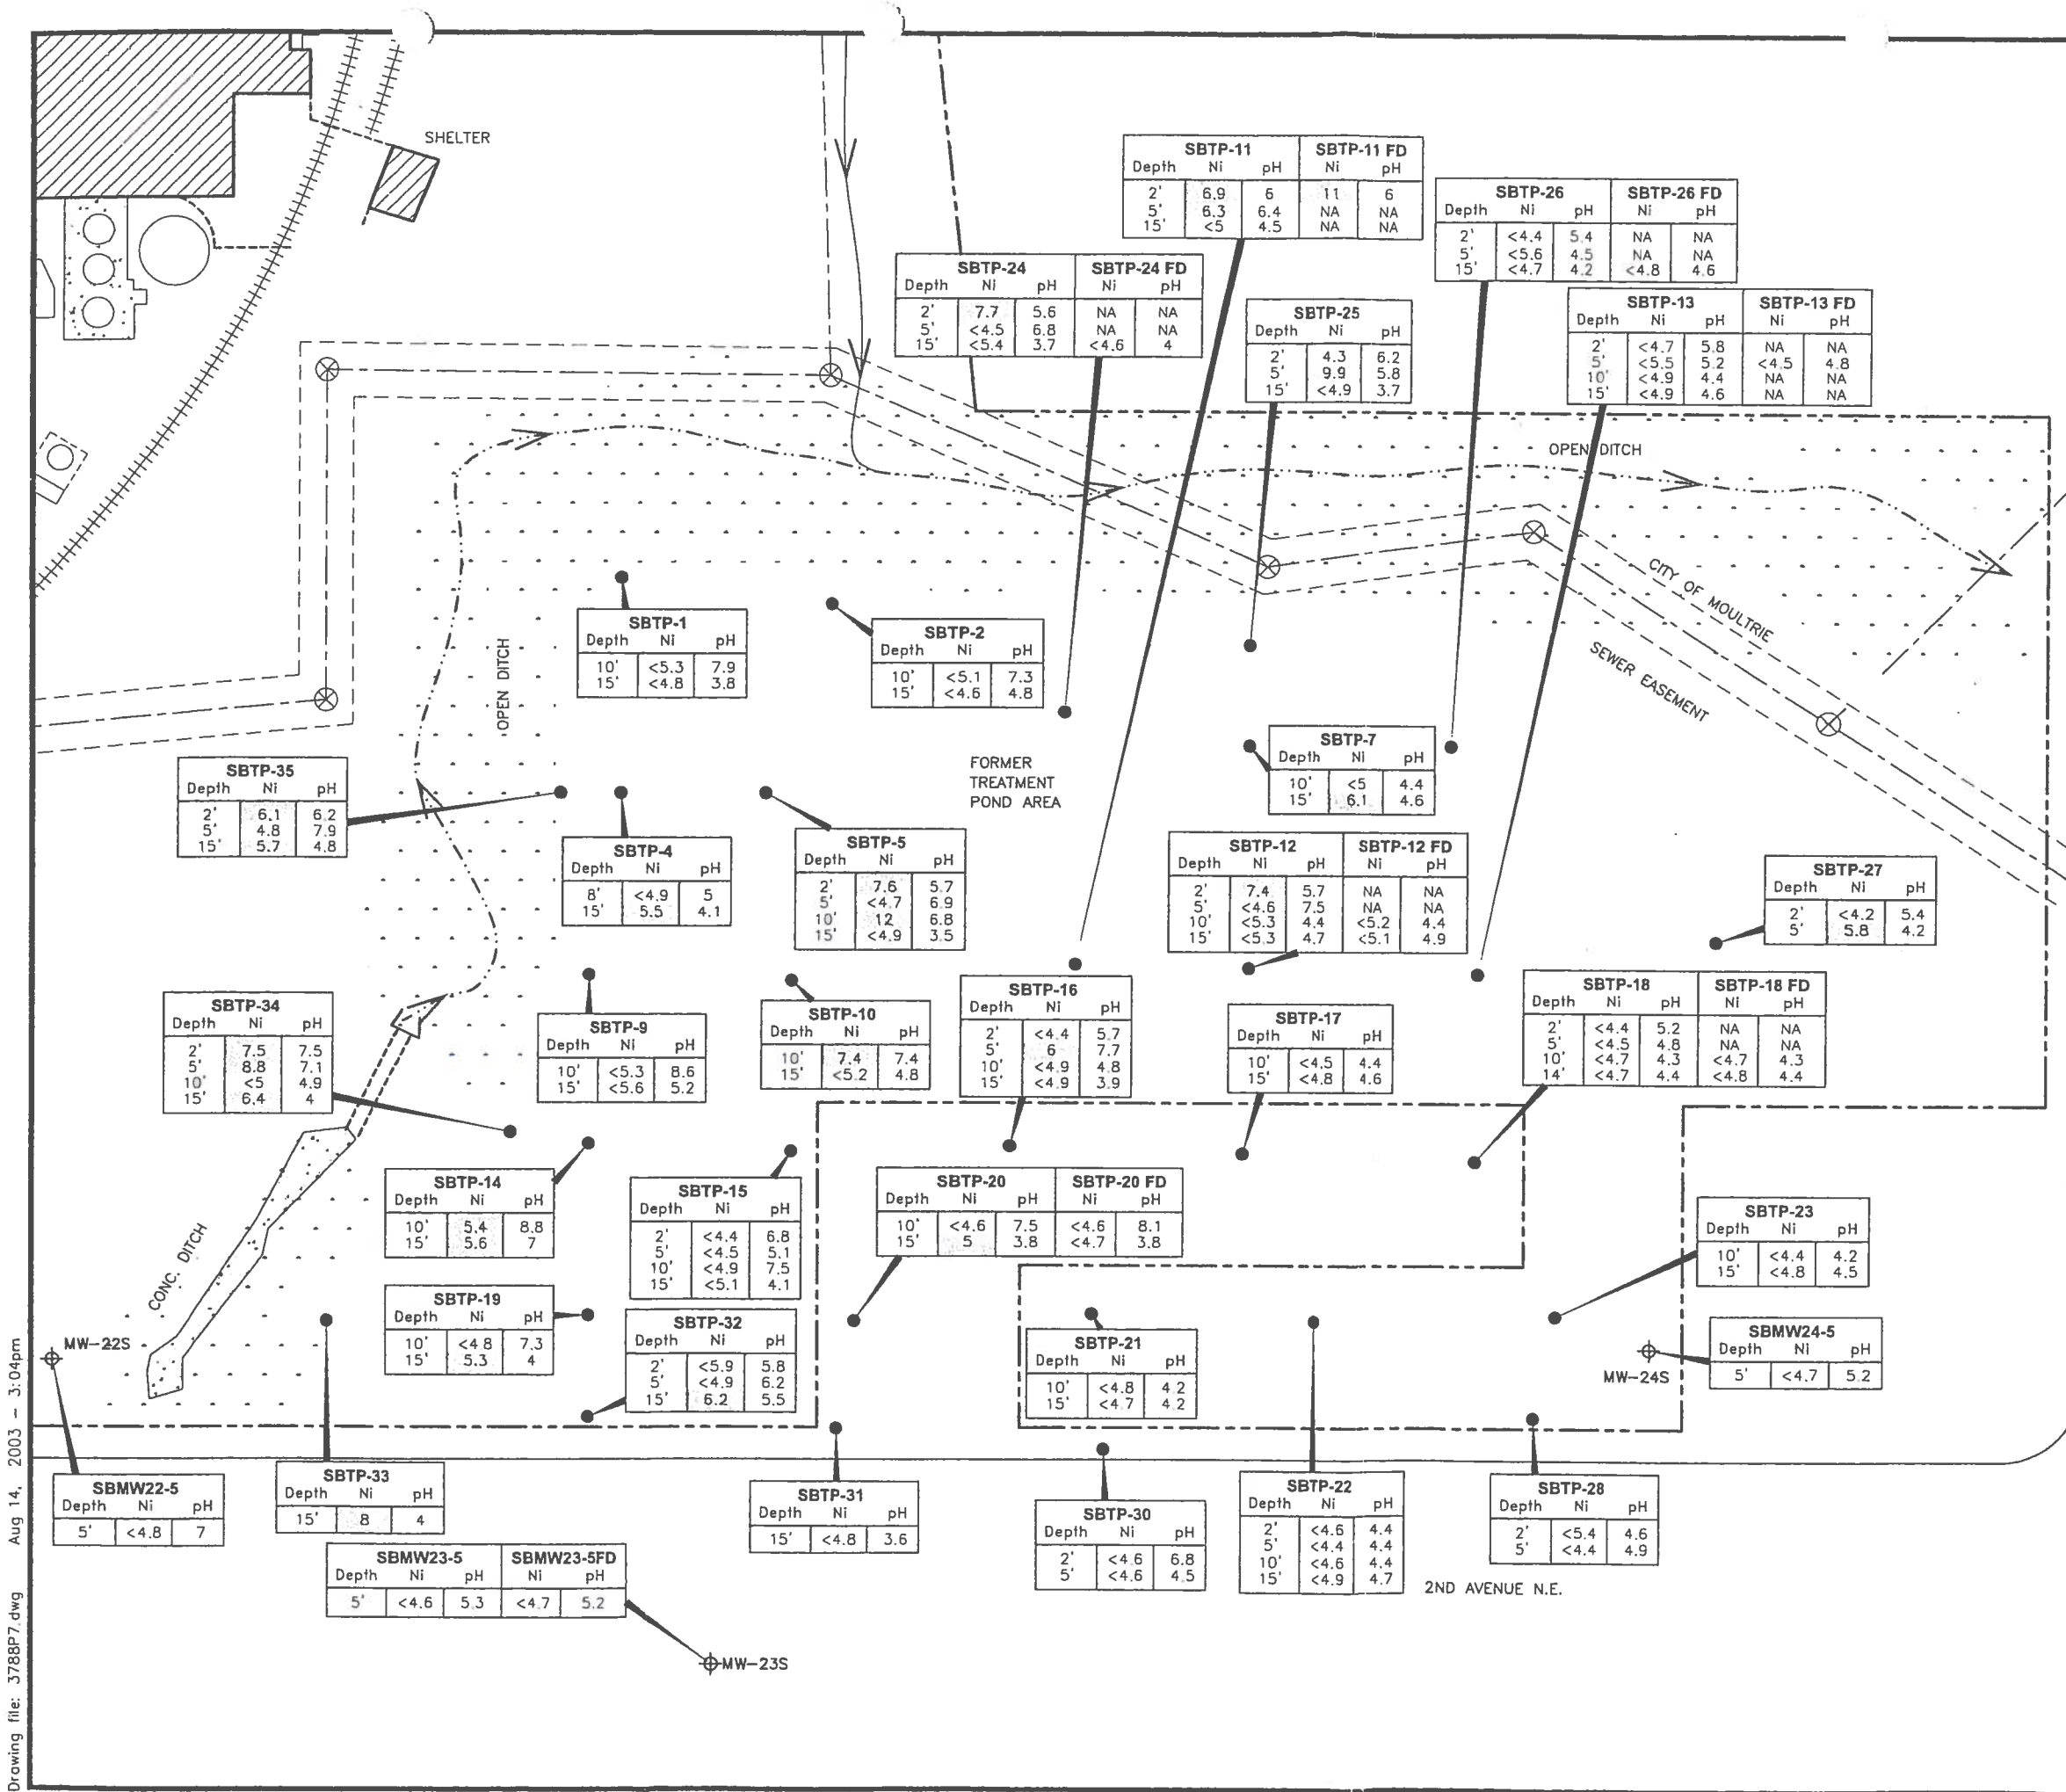 SHELTER
SBTP-11 SBTP-11 FD
Depth Ni pH Ni pH
2' 6.9 6 11 6
5' 6.3 6.4 NA NA
15' <5 4.5 NA NA
SBTP-26 SBTP-26 FD
Depth Ni pH Ni pH
2' <4.4 5.4 NA NA
5' <5.6 4.5 NA NA
15' <4.7 4.2 <4.8 4.6
SBTP-24 SBTP-24 FD
Depth Ni pH Ni pH
2' 7.7 5.6 NA NA
5' <4.5 6.8 NA NA
15' <5.4 3.7 <4.6 4
SBTP-25
Depth Ni pH
2' 4.3 6.2
5' 9.9 5.8
15' <4.9 3.7
SBTP-13 SBTP-13 FD
Depth Ni pH Ni pH
2' <4.7 5.8 NA NA
5' <5.5 5.2 <4.5 4.8
10' <4.9 4.4 NA NA
15' <4.9 4.6 NA NA
OPEN DITCH
CITY OF MOULTRIE
SEWER EASEMENT
SBTP-1
Depth Ni pH
10' <5.3 7.9
15' <4.8 3.8
SBTP-2
Depth Ni pH
10' <5.1 7.3
15' <4.6 4.8
OPEN DITCH
FORMER
TREATMENT
POND AREA
SBTP-7
Depth Ni pH
10' <5 4.4
15' 6.1 4.6
SBTP-35
Depth Ni pH
2' 6.1 6.2
5' 4.8 7.9
15' 5.7 4.8
SBTP-4
Depth Ni pH
8' <4.9 5
15' 5.5 4.1
SBTP-5
Depth Ni pH
2' 7.6 5.7
5' <4.7 6.9
10' 12 6.8
15' <4.9 3.5
SBTP-12 SBTP-12 FD
Depth Ni pH Ni pH
2' 7.4 5.7 NA NA
5' <4.6 7.5 NA NA
10' <5.3 4.4 <5.2 4.4
15' <5.3 4.7 <5.1 4.9
SBTP-27
Depth Ni pH
2' <4.2 5.4
5' 5.8 4.2
SBTP-34
Depth Ni pH
2' 7.5 7.5
5' 8.8 7.1
10' <5 4.9
15' 6.4 4
SBTP-9
Depth Ni pH
10' <5.3 8.6
15' <5.6 5.2
SBTP-10
Depth Ni pH
10' 7.4 7.4
15' <5.2 4.8
SBTP-16
Depth Ni pH
2' <4.4 5.7
5' 6 7.7
10' <4.9 4.8
15' <4.9 3.9
SBTP-17
Depth Ni pH
10' <4.5 4.4
15' <4.8 4.6
SBTP-18 SBTP-18 FD
Depth Ni pH Ni pH
2' <4.4 5.2 NA NA
5' <4.5 4.8 NA NA
10' <4.7 4.3 <4.7 4.3
14' <4.7 4.4 <4.8 4.4
SBTP-14
Depth Ni pH
10' 5.4 8.8
15' 5.6 7
SBTP-15
Depth Ni pH
2' <4.4 6.8
5' <4.5 5.1
10' <4.9 7.5
15' <5.1 4.1
SBTP-20 SBTP-20 FD
Depth Ni pH Ni pH
10' <4.6 7.5 <4.6 8.1
15' 5 3.8 <4.7 3.8
SBTP-23
Depth Ni pH
10' <4.4 4.2
15' <4.8 4.5
CONC. DITCH
SBTP-19
Depth Ni pH
10' <4.8 7.3
15' 5.3 4
SBTP-32
Depth Ni pH
2' <5.9 5.8
5' <4.9 6.2
15' 6.2 5.5
SBTP-21
Depth Ni pH
10' <4.8 4.2
15' <4.7 4.2
SBMW24-5
Depth Ni pH
5' <4.7 5.2
MW-22S
MW-24S
SBMW22-5
Depth Ni pH
5' <4.8 7
SBTP-33
Depth Ni pH
15' 8 4
SBTP-31
Depth Ni pH
15' <4.8 3.6
SBTP-30
Depth Ni pH
2' <4.6 6.8
5' <4.6 4.5
SBTP-22
Depth Ni pH
2' <4.6 4.4
5' <4.4 4.4
10' <4.6 4.4
15' <4.9 4.7
SBTP-28
Depth Ni pH
2' <5.4 4.6
5' <4.4 4.9
SBMW23-5 SBMW23-5FD
Depth Ni pH Ni pH
5' <4.6 5.3 <4.7 5.2
2ND AVENUE N.E.
MW-23S
Drawing file: 3788P7.dwg Aug 14, 2003 - 3:04pm